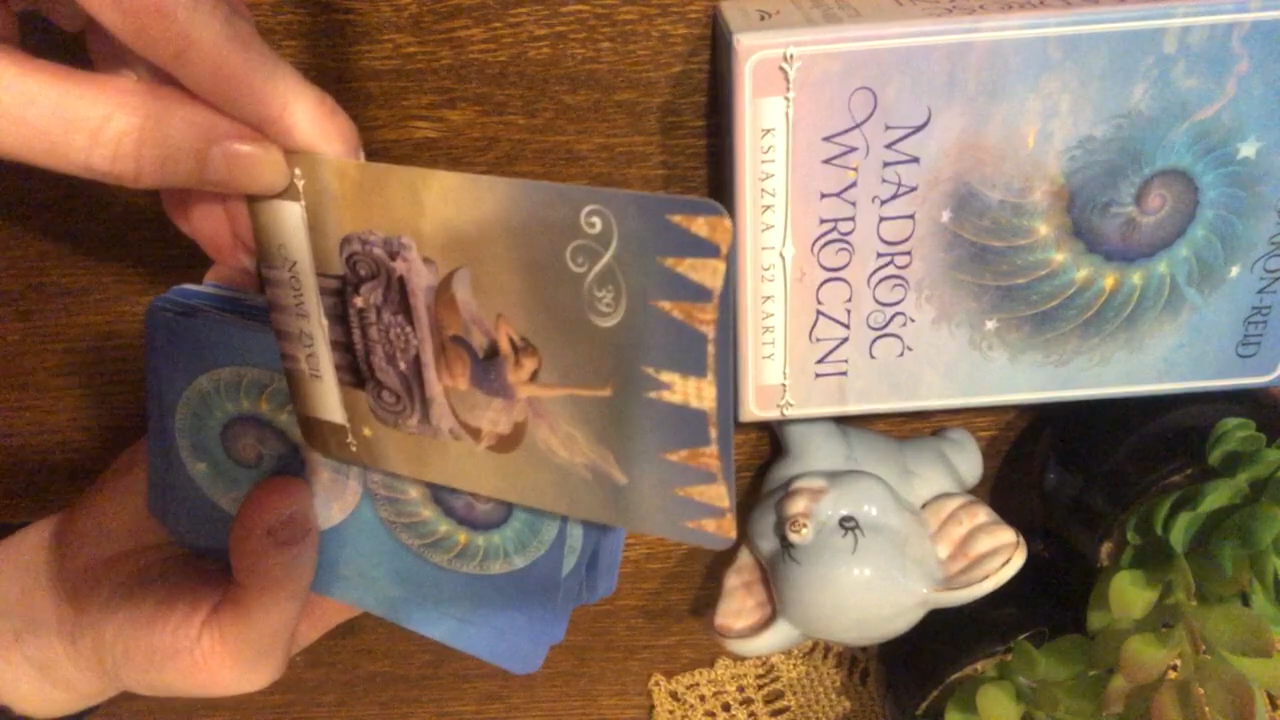 MĄDROŚĆ
WYROCZNI
KSIĄŻKA I 52 KARTY
RON-REID
39
NOWE ŻYCIE